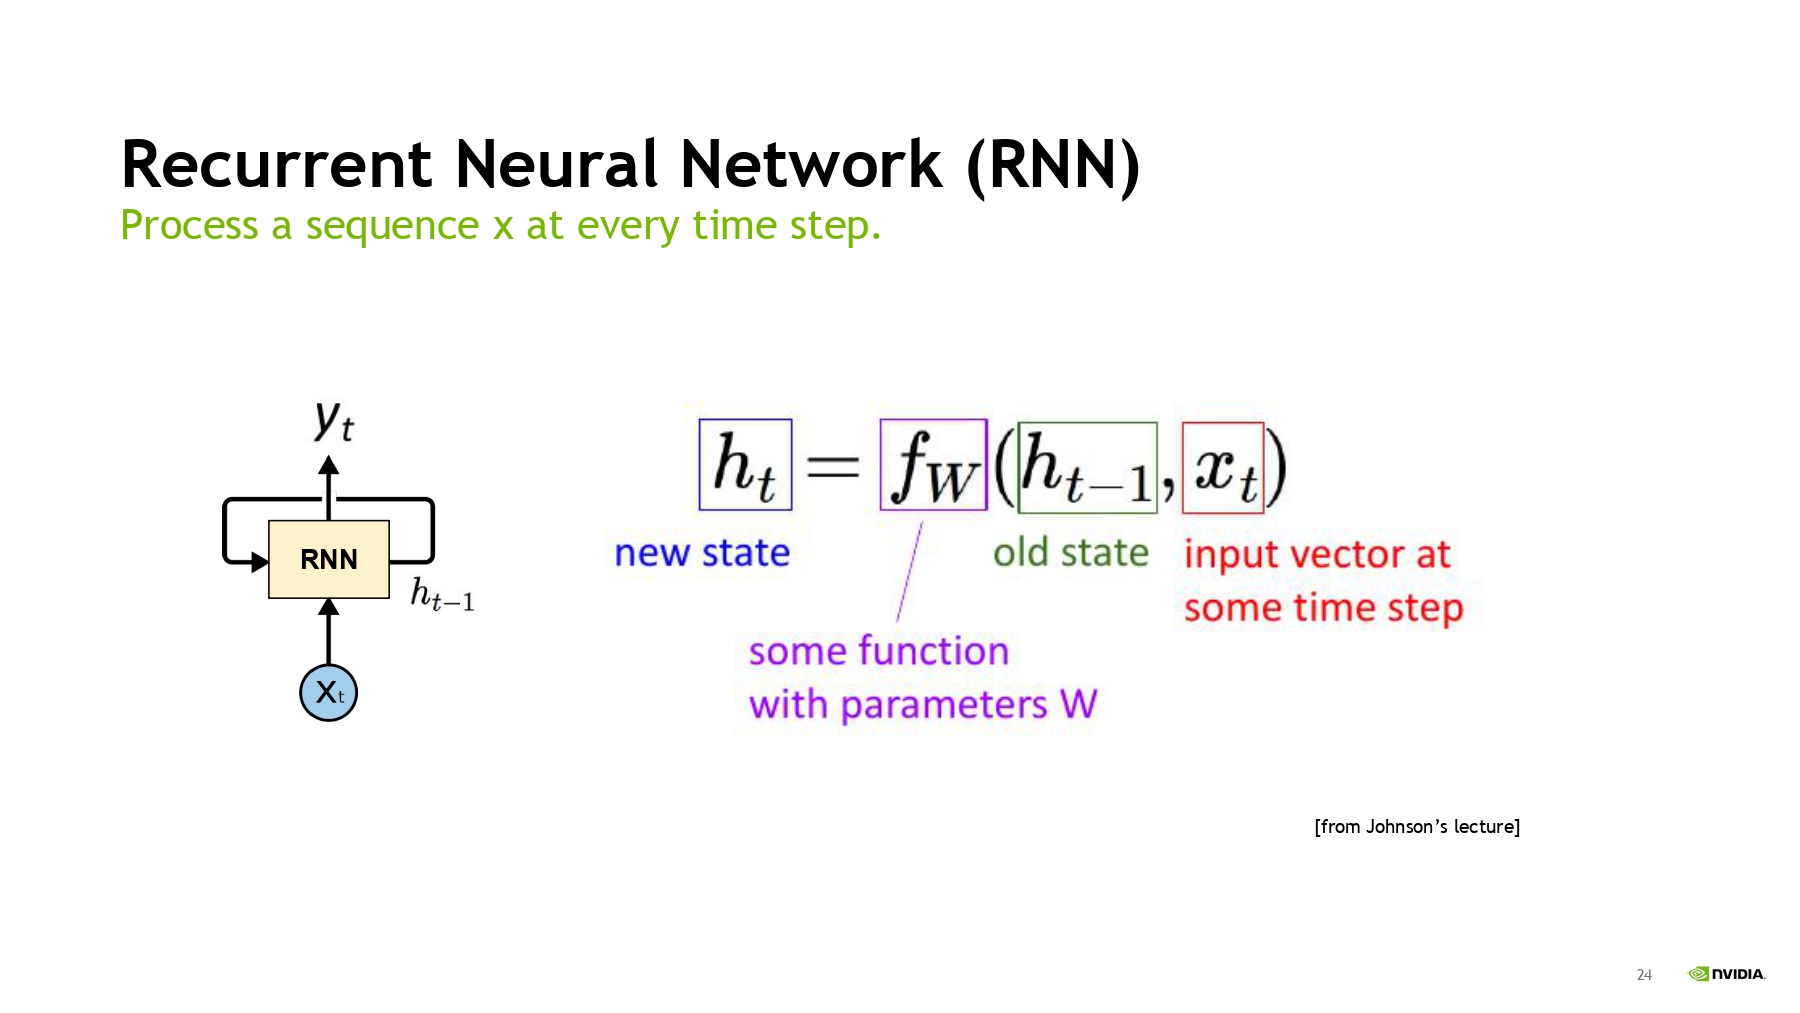 Recurrent Neural Network (RNN)
Process a sequence x at every time step.
y_t
RNN
h_{t-1}
x_t
h_t = f_W(h_{t-1}, x_t)
new state
old state
input vector at
some time step
some function
with parameters W
[from Johnson’s lecture]
24
NVIDIA.